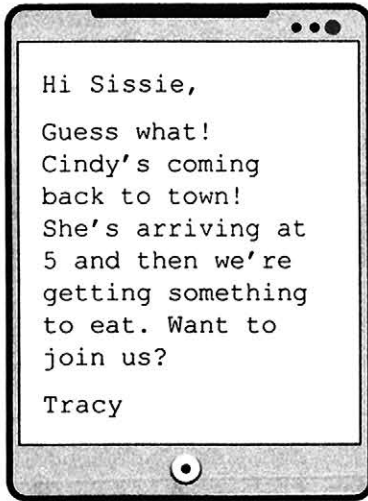 Hi Sissie,
Guess what!
Cindy's coming
back to town!
She's arriving at
5 and then we're
getting something
to eat. Want to
join us?
Tracy